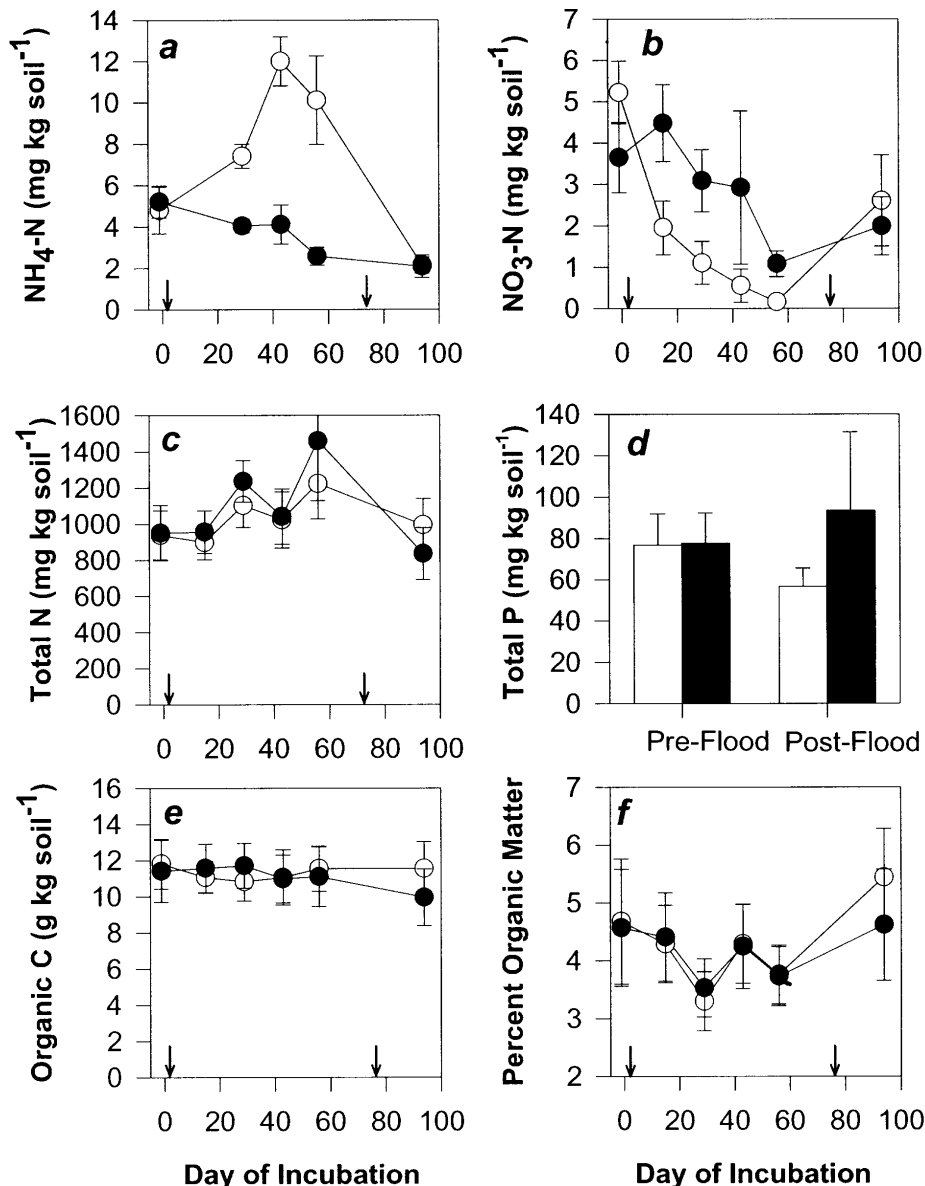 a
NH4-N (mg kg soil-1)
14
12
10
8
6
4
2
0
0 20 40 60 80 100
b
NO3-N (mg kg soil-1)
7
6
5
4
3
2
1
0
0 20 40 60 80 100
c
Total N (mg kg soil-1)
1600
1400
1200
1000
800
600
400
200
0
0 20 40 60 80 100
d
Total P (mg kg soil-1)
140
120
100
80
60
40
20
0
Pre-Flood Post-Flood
e
Organic C (g kg soil-1)
16
14
12
10
8
6
4
2
0
0 20 40 60 80 100
Day of Incubation
f
Percent Organic Matter
7
6
5
4
3
2
0 20 40 60 80 100
Day of Incubation